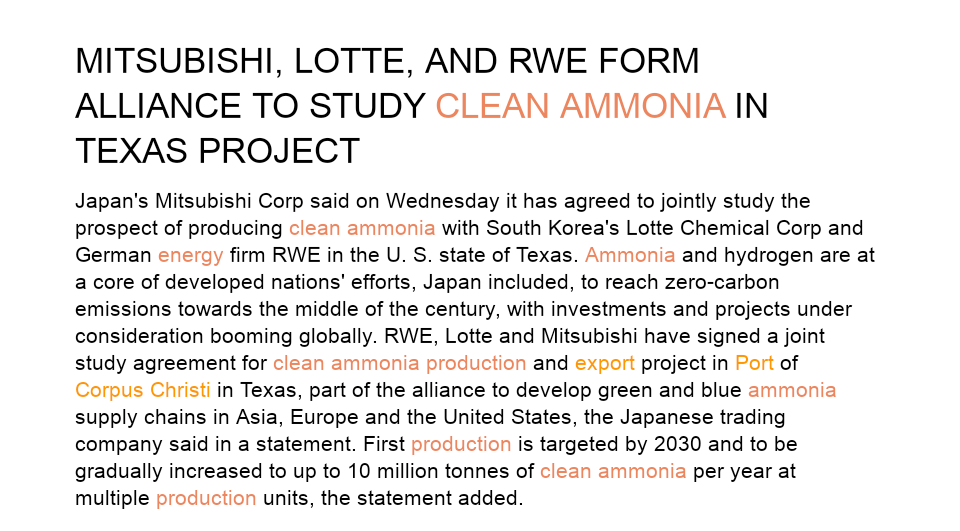 MITSUBISHI, LOTTE, AND RWE FORM
ALLIANCE TO STUDY CLEAN AMMONIA IN
TEXAS PROJECT
Japan's Mitsubishi Corp said on Wednesday it has agreed to jointly study the
prospect of producing clean ammonia with South Korea's Lotte Chemical Corp and
German energy firm RWE in the U. S. state of Texas. Ammonia and hydrogen are at
a core of developed nations' efforts, Japan included, to reach zero-carbon
emissions towards the middle of the century, with investments and projects under
consideration booming globally. RWE, Lotte and Mitsubishi have signed a joint
study agreement for clean ammonia production and export project in Port of
Corpus Christi in Texas, part of the alliance to develop green and blue ammonia
supply chains in Asia, Europe and the United States, the Japanese trading
company said in a statement. First production is targeted by 2030 and to be
gradually increased to up to 10 million tonnes of clean ammonia per year at
multiple production units, the statement added.